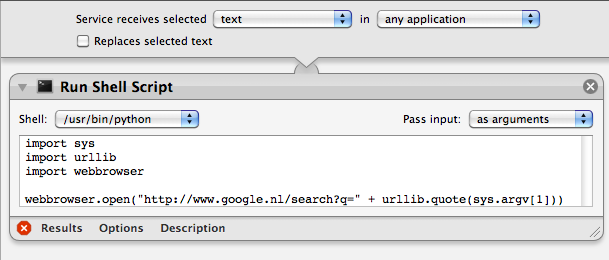 Service receives selected text in any application
Replaces selected text
Run Shell Script
Shell: /usr/bin/python Pass input: as arguments
import sys
import urllib
import webbrowser
webbrowser.open("http://www.google.nl/search?q=" + urllib.quote(sys.argv[1]))
Results Options Description